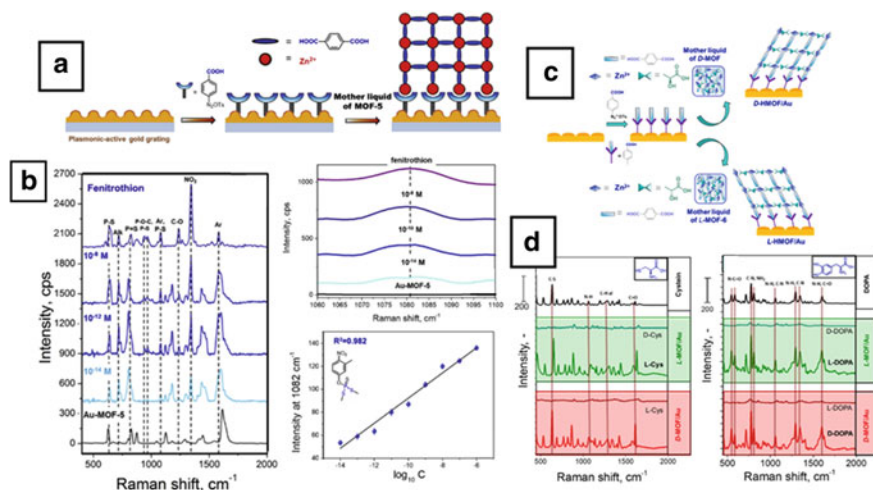 a
= HOOC COOH
= Zn2+
COOH
N2OTs
Mother liquid
of MOF-5
Plasmonic-active gold grating
c
Mother liquid
of D-MOF
= Zn2+
D-HMOF/Au
COOH
= Zn2+
Mother liquid
of L-MOF-6
L-HMOF/Au
b
2700
2400
2100
1800
1500
1200
900
600
300
0
Intensity, cps
Fenitrothion
P-S
Alk
P=S
P-O-C,
Ar,
P-S
C-O
NO2
Ar
10-8 M
10-12 M
10-14 M
Au-MOF-5
500 1000 1500 2000
Raman shift, cm-1
fenitrothion
10-8 M
10-10 M
10-14 M
Au-MOF-5
Intensity, cps
1060 1070 1080 1090 1100
Raman shift, cm-1
R2=0.982
Intensity at 1082 cm-1
140
120
100
80
60
40
-14 -12 -10 -8 -6
log10 C
d
200
Intensity, -
C-S
C=O
Cystein
D-Cys
L-Cys
L-MOF/Au
L-Cys
D-Cys
D-MOF/Au
500 1000 1500 2000
Raman shift, cm-1
200
Intensity, -
DOPA
D-DOPA
L-DOPA
L-MOF/Au
L-DOPA
D-DOPA
D-MOF/Au
500 1000 1500 2000
Raman shift, cm-1